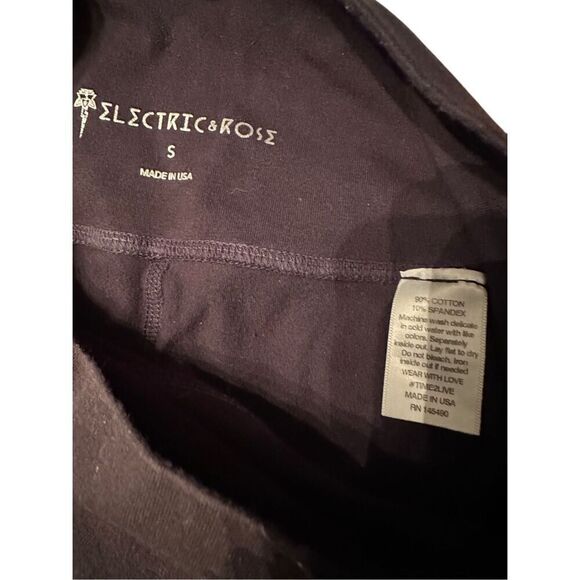 ELECTRIC&ROSE
S
MADE IN USA
90% COTTON
10% SPANDEX
Machine wash delicate
in cold water with like
colors. Separately
inside out. Lay flat to dry
Do not bleach. Iron
inside out if needed
WEAR WITH LOVE
#TIME2LIVE
MADE IN USA
RN 145490